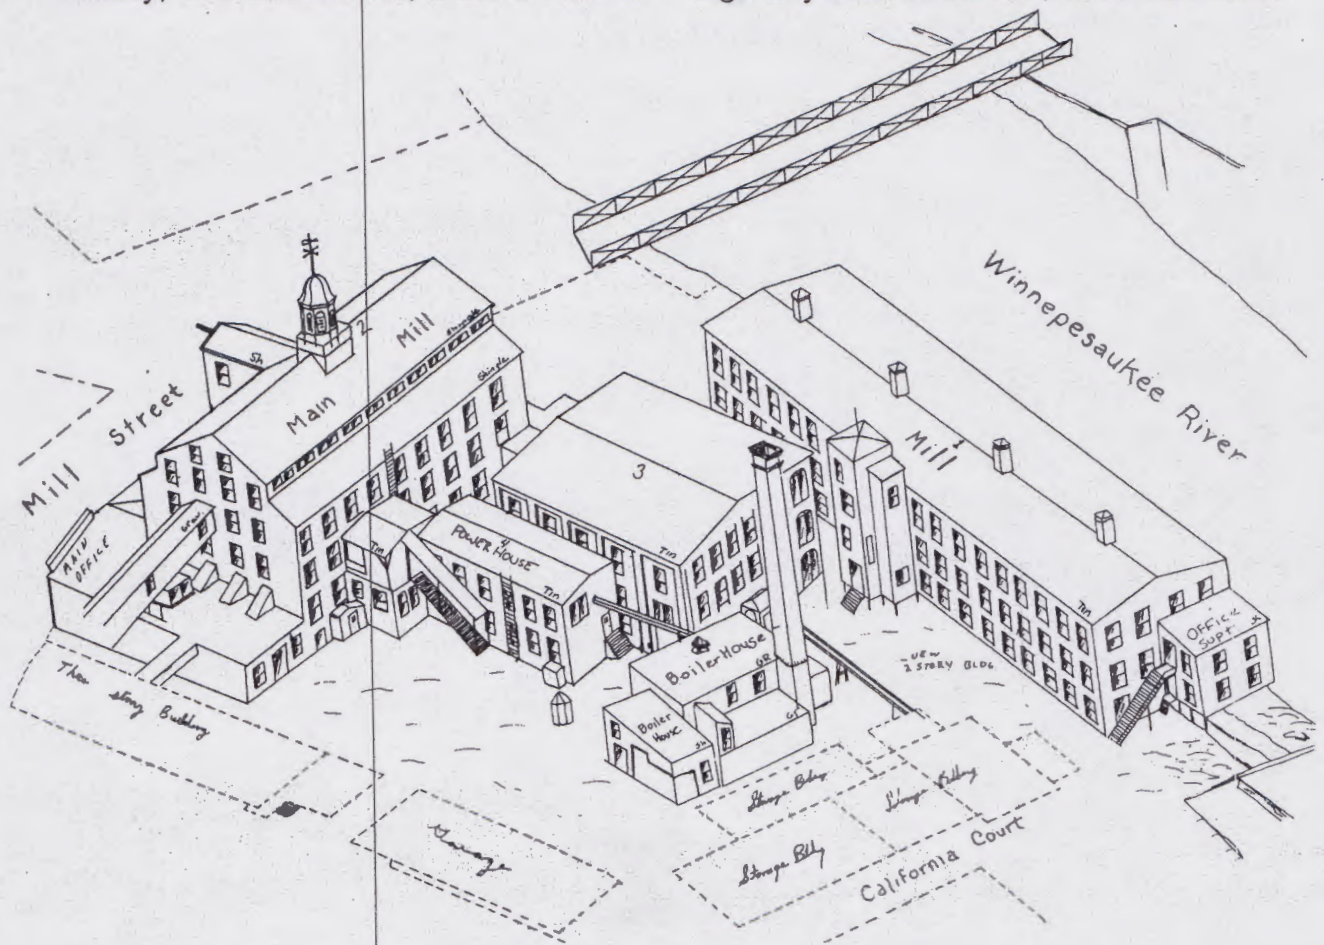 Winnepesaukee River
Mill Street
2
Main Mill
Shingle
Shingle
Sh
MAIN OFFICE
3
Tin
4
POWER HOUSE
Tin
Tin
Mill 1
Tin
OFFICE
SUPT.
Boiler House
GR
Boiler
House
Sh
2 STORY BLDG.
Three story Building
Garage
Storage Bldg
Storage Bldg
Storage Bldg
California Court